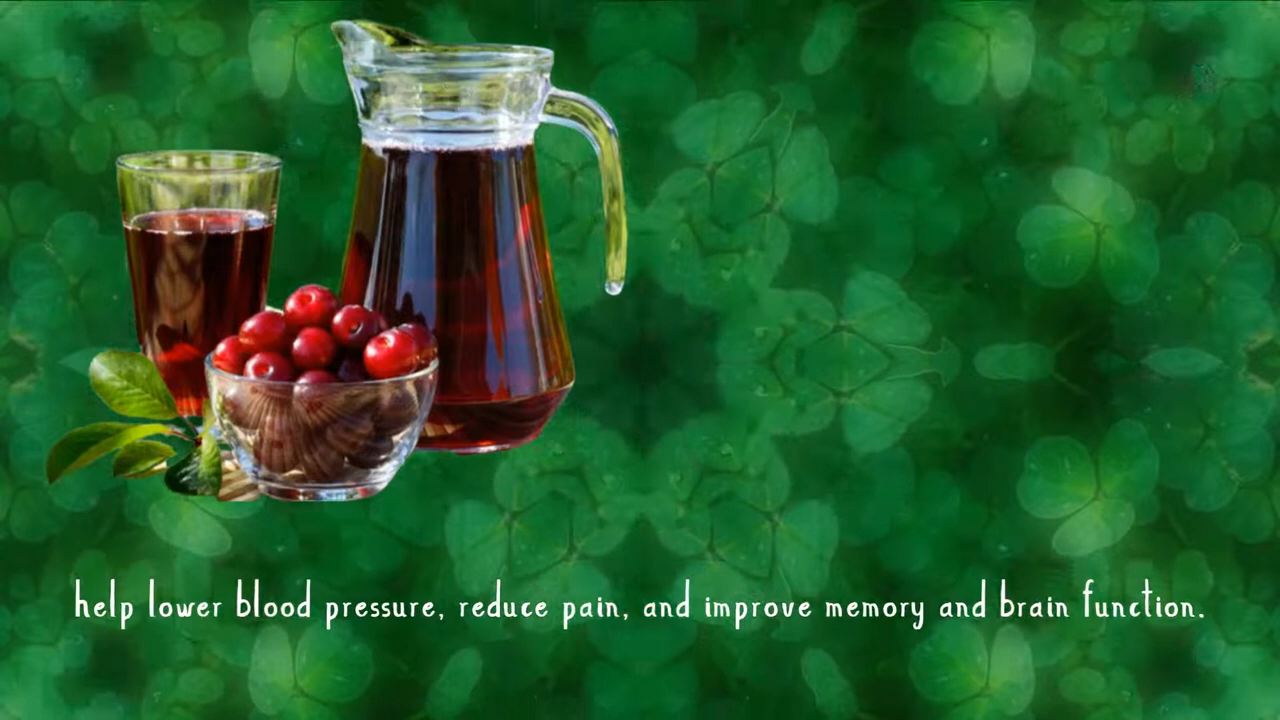 help lower blood pressure, reduce pain, and improve memory and brain function.